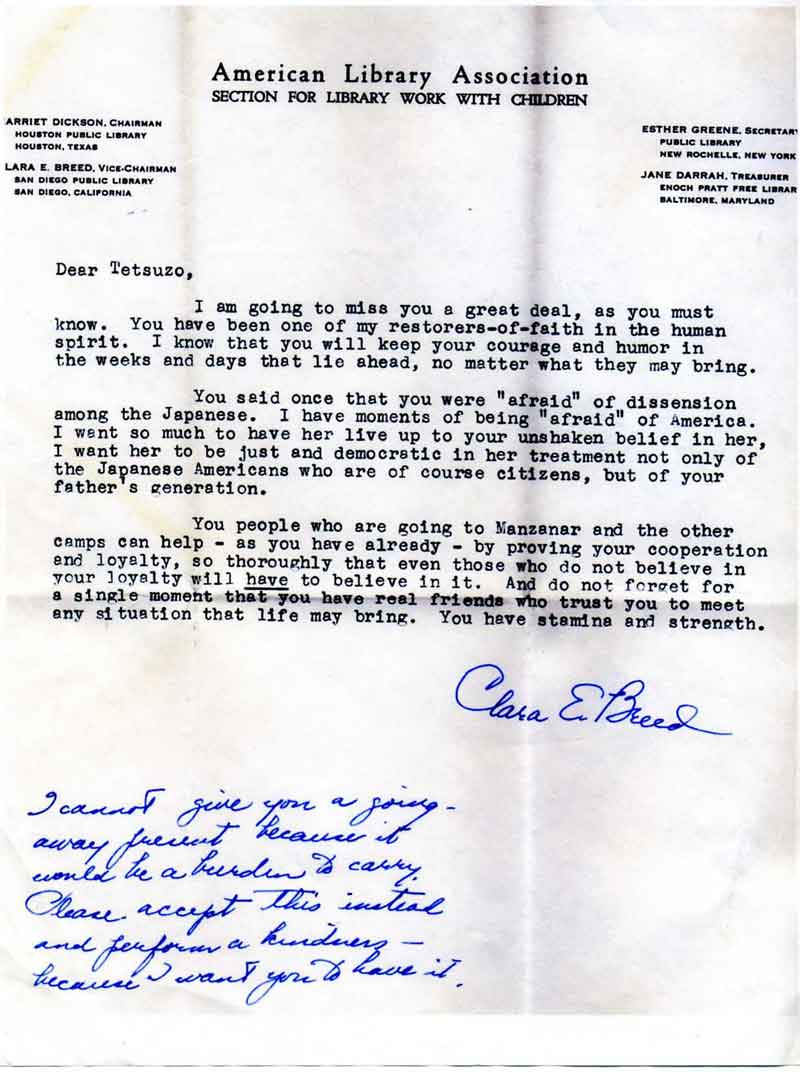 American Library Association
SECTION FOR LIBRARY WORK WITH CHILDREN
ARRIET DICKSON, CHAIRMAN
HOUSTON PUBLIC LIBRARY
HOUSTON, TEXAS
LARA E. BREED, VICE-CHAIRMAN
SAN DIEGO PUBLIC LIBRARY
SAN DIEGO, CALIFORNIA
ESTHER GREENE, SECRETARY
PUBLIC LIBRARY
NEW ROCHELLE, NEW YORK
JANE DARRAH, TREASURER
ENOCH PRATT FREE LIBRAR
BALTIMORE, MARYLAND
Dear Tetsuzo,
I am going to miss you a great deal, as you must
know. You have been one of my restorers-of-faith in the human
spirit. I know that you will keep your courage and humor in
the weeks and days that lie ahead, no matter what they may bring.
You said once that you were "afraid" of dissension
among the Japanese. I have moments of being "afraid" of America.
I want so much to have her live up to your unshaken belief in her,
I want her to be just and democratic in her treatment not only of
the Japanese Americans who are of course citizens, but of your
father's generation.
You people who are going to Manzanar and the other
camps can help - as you have already - by proving your cooperation
and loyalty, so thoroughly that even those who do not believe in
your loyalty will have to believe in it. And do not forget for
a single moment that you have real friends who trust you to meet
any situation that life may bring. You have stamina and strength.
Clara E. Breed
I cannot give you a going-
away present because it
would be a burden to carry.
Please accept this instead
and perform a kindness -
because I want you to have it.